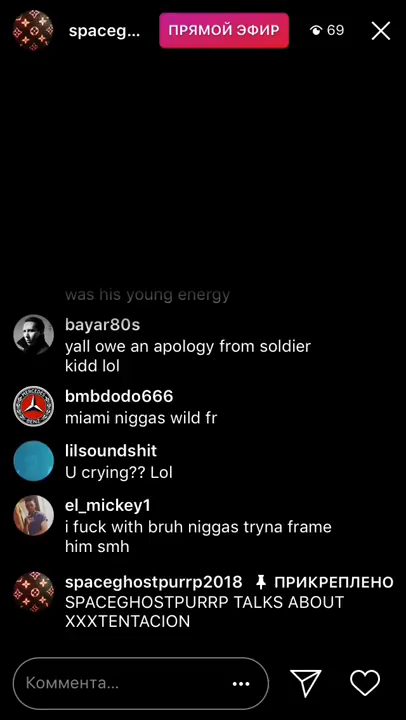 spaceg...
ПРЯМОЙ ЭФИР
69
was his young energy
bayar80s
yall owe an apology from soldier
kidd lol
bmbdodo666
miami niggas wild fr
lilsoundshit
U crying?? Lol
el_mickey1
i fuck with bruh niggas tryna frame
him smh
spaceghostpurrp2018 ПРИКРЕПЛЕНО
SPACEGHOSTPURRP TALKS ABOUT
XXXTENTACION
Коммента...